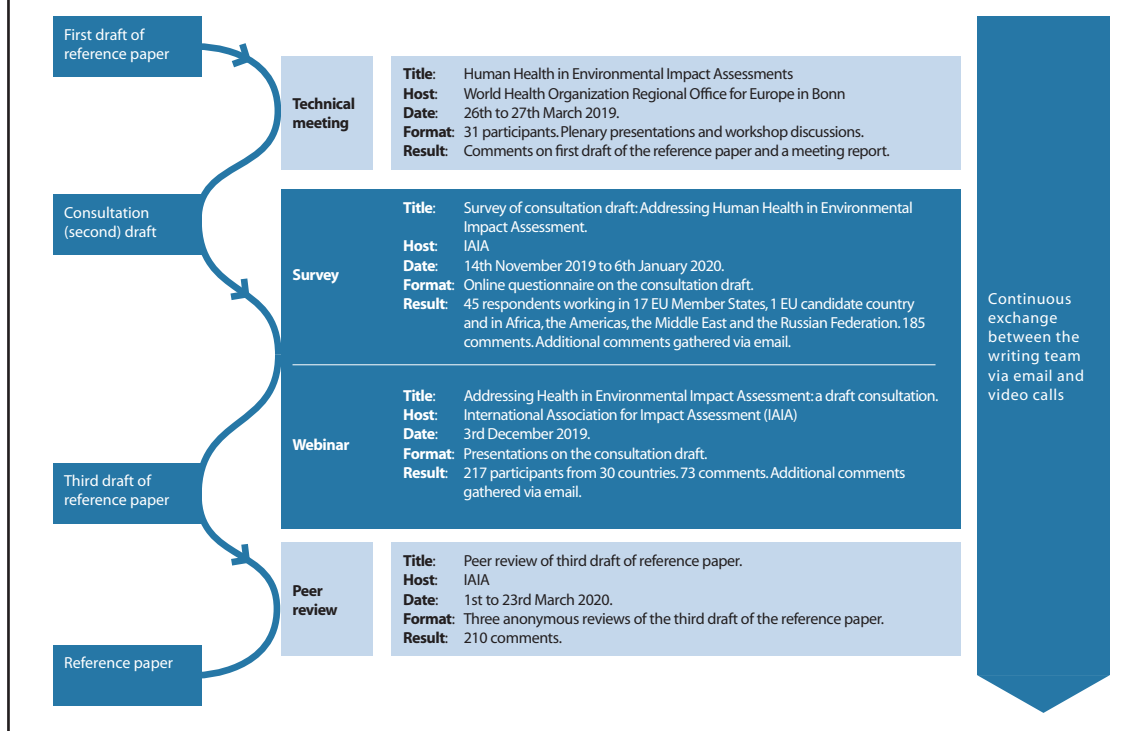 First draft of
reference paper
Technical
meeting
Title: Human Health in Environmental Impact Assessments
Host: World Health Organization Regional Office for Europe in Bonn
Date: 26th to 27th March 2019.
Format: 31 participants. Plenary presentations and workshop discussions.
Result: Comments on first draft of the reference paper and a meeting report.
Consultation
(second) draft
Survey
Title: Survey of consultation draft: Addressing Human Health in Environmental
Impact Assessment.
Host: IAIA
Date: 14th November 2019 to 6th January 2020.
Format: Online questionnaire on the consultation draft.
Result: 45 respondents working in 17 EU Member States, 1 EU candidate country
and in Africa, the Americas, the Middle East and the Russian Federation. 185
comments. Additional comments gathered via email.
Webinar
Title: Addressing Health in Environmental Impact Assessment: a draft consultation.
Host: International Association for Impact Assessment (IAIA)
Date: 3rd December 2019.
Format: Presentations on the consultation draft.
Result: 217 participants from 30 countries. 73 comments. Additional comments
gathered via email.
Third draft of
reference paper
Peer
review
Title: Peer review of third draft of reference paper.
Host: IAIA
Date: 1st to 23rd March 2020.
Format: Three anonymous reviews of the third draft of the reference paper.
Result: 210 comments.
Reference paper
Continuous
exchange
between the
writing team
via email and
video calls